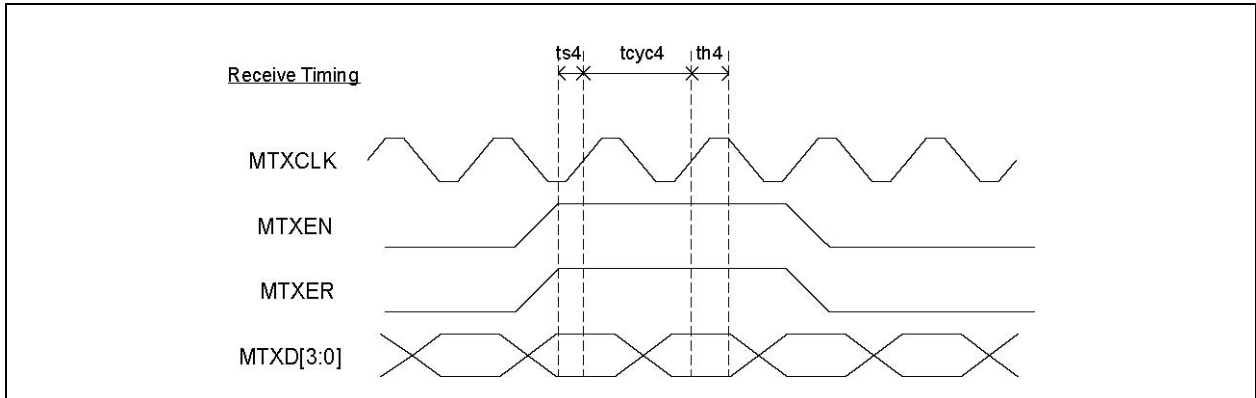 ts4 tcyc4 th4
Receive Timing
MTXCLK
MTXEN
MTXER
MTXD[3:0]